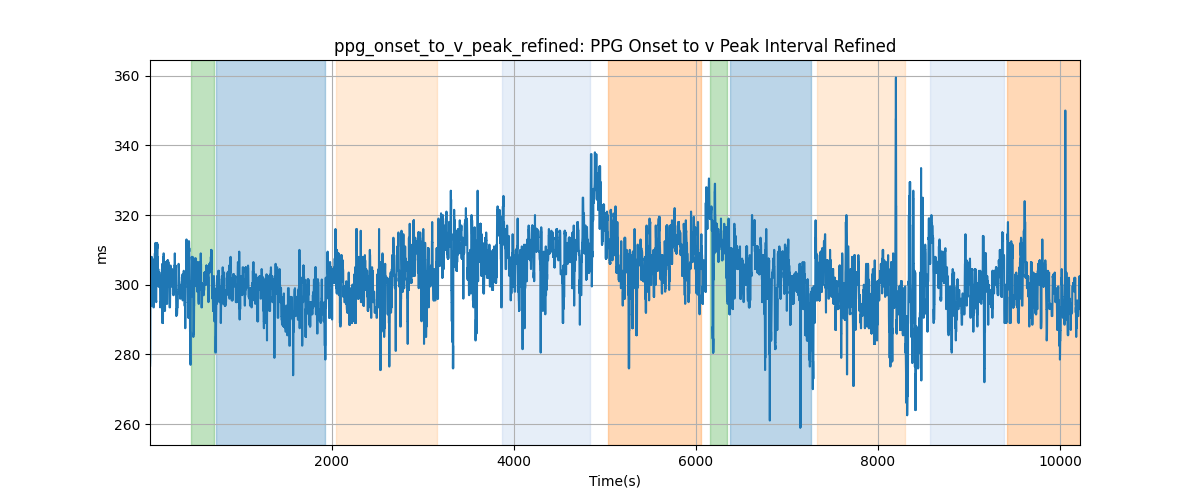 ppg_onset_to_v_peak_refined: PPG Onset to v Peak Interval Refined
360
340
320
300
280
260
ms
2000 4000 6000 8000 10000
Time(s)